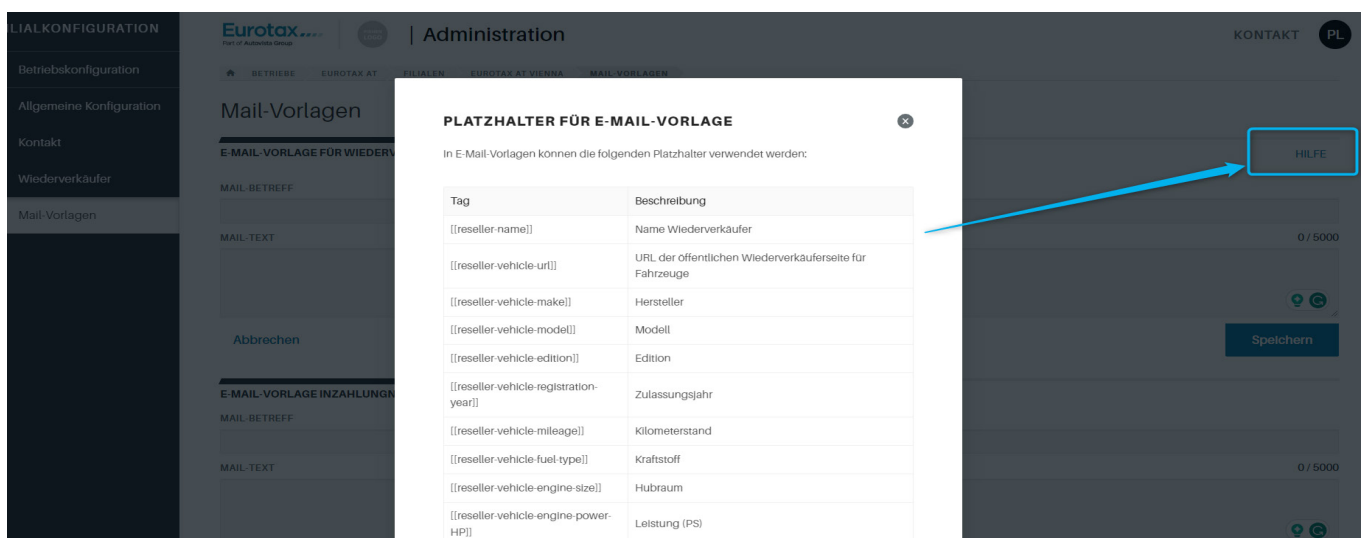 ILIALKONFIGURATION
Eurotax....
Part of Autovista Group
| Administration
KONTAKT PL
Betriebskonfiguration
BETRIEBE EUROTAX AT FILIALEN EUROTAX AT VIENNA MAIL-VORLAGEN
Allgemeine Konfiguration
Mail-Vorlagen
PLATZHALTER FÜR E-MAIL-VORLAGE
Kontakt
E-MAIL-VORLAGE FÜR WIEDERV
In E-Mail-Vorlagen können die folgenden Platzhalter verwendet werden:
HILFE
Wiederverkäufer
MAIL-BETREFF
Mail-Vorlagen
Tag Beschreibung
[[reseller-name]] Name Wiederverkäufer
MAIL-TEXT
0 / 5000
[[reseller-vehicle-url]] URL der öffentlichen Wiederverkäuferseite für
Fahrzeuge
[[reseller-vehicle-make]] Hersteller
[[reseller-vehicle-model]] Modell
Abbrechen
Speichern
[[reseller-vehicle-edition]] Edition
E-MAIL-VORLAGE INZAHLUNGN
[[reseller-vehicle-registration-
year]] Zulassungsjahr
MAIL-BETREFF
[[reseller-vehicle-mileage]] Kilometerstand
[[reseller-vehicle-fuel-type]] Kraftstoff
MAIL-TEXT
0 / 5000
[[reseller-vehicle-engine-size]] Hubraum
[[reseller-vehicle-engine-power-
HP]] Leistung (PS)